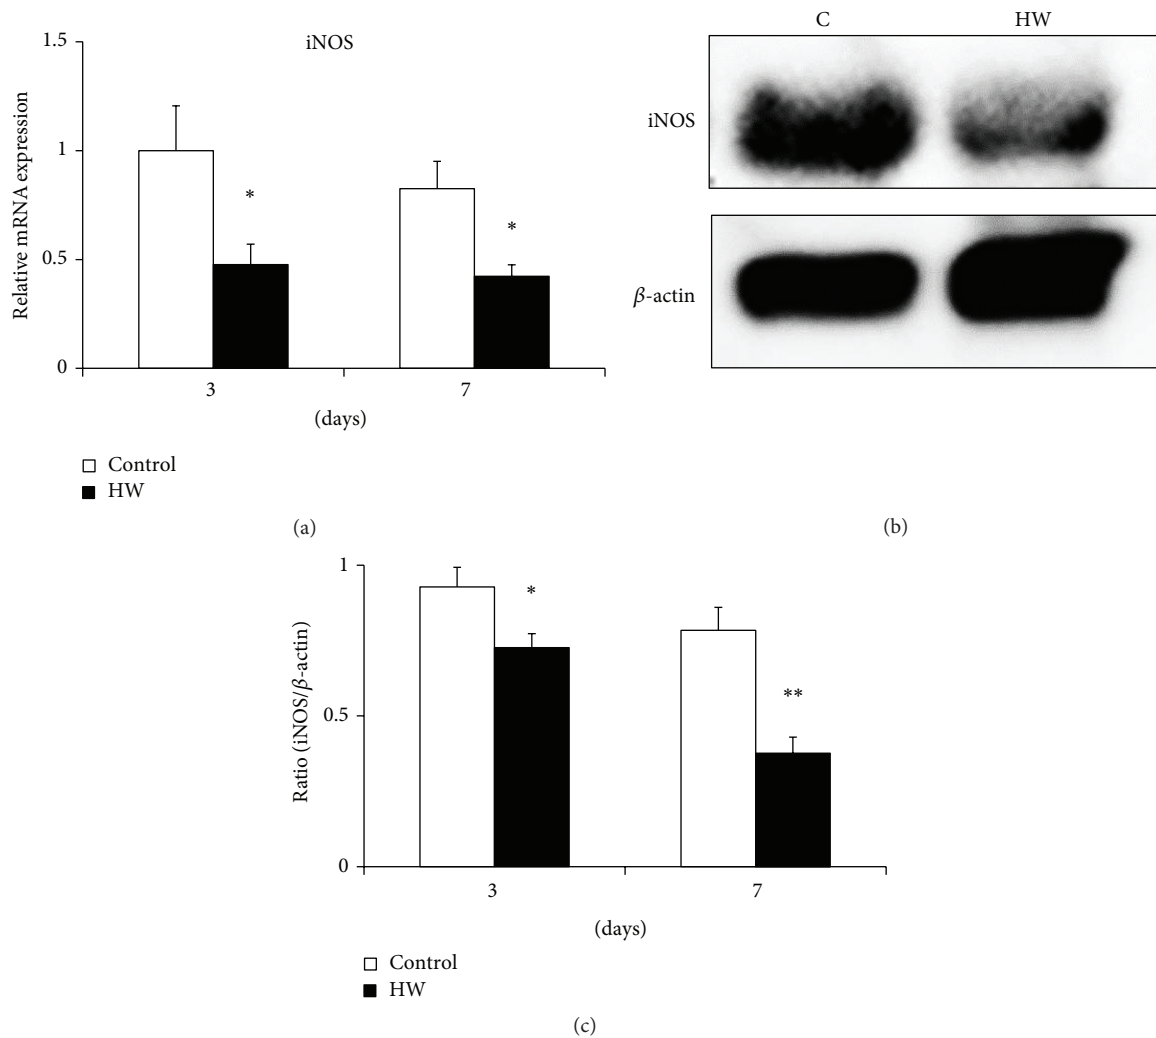 iNOS
1.5
1
0.5
0
Relative mRNA expression
*
*
3
7
(days)
Control
HW
(a)
C
HW
iNOS
β-actin
(b)
1
0.5
0
Ratio (iNOS/β-actin)
*
**
3
7
(days)
Control
HW
(c)